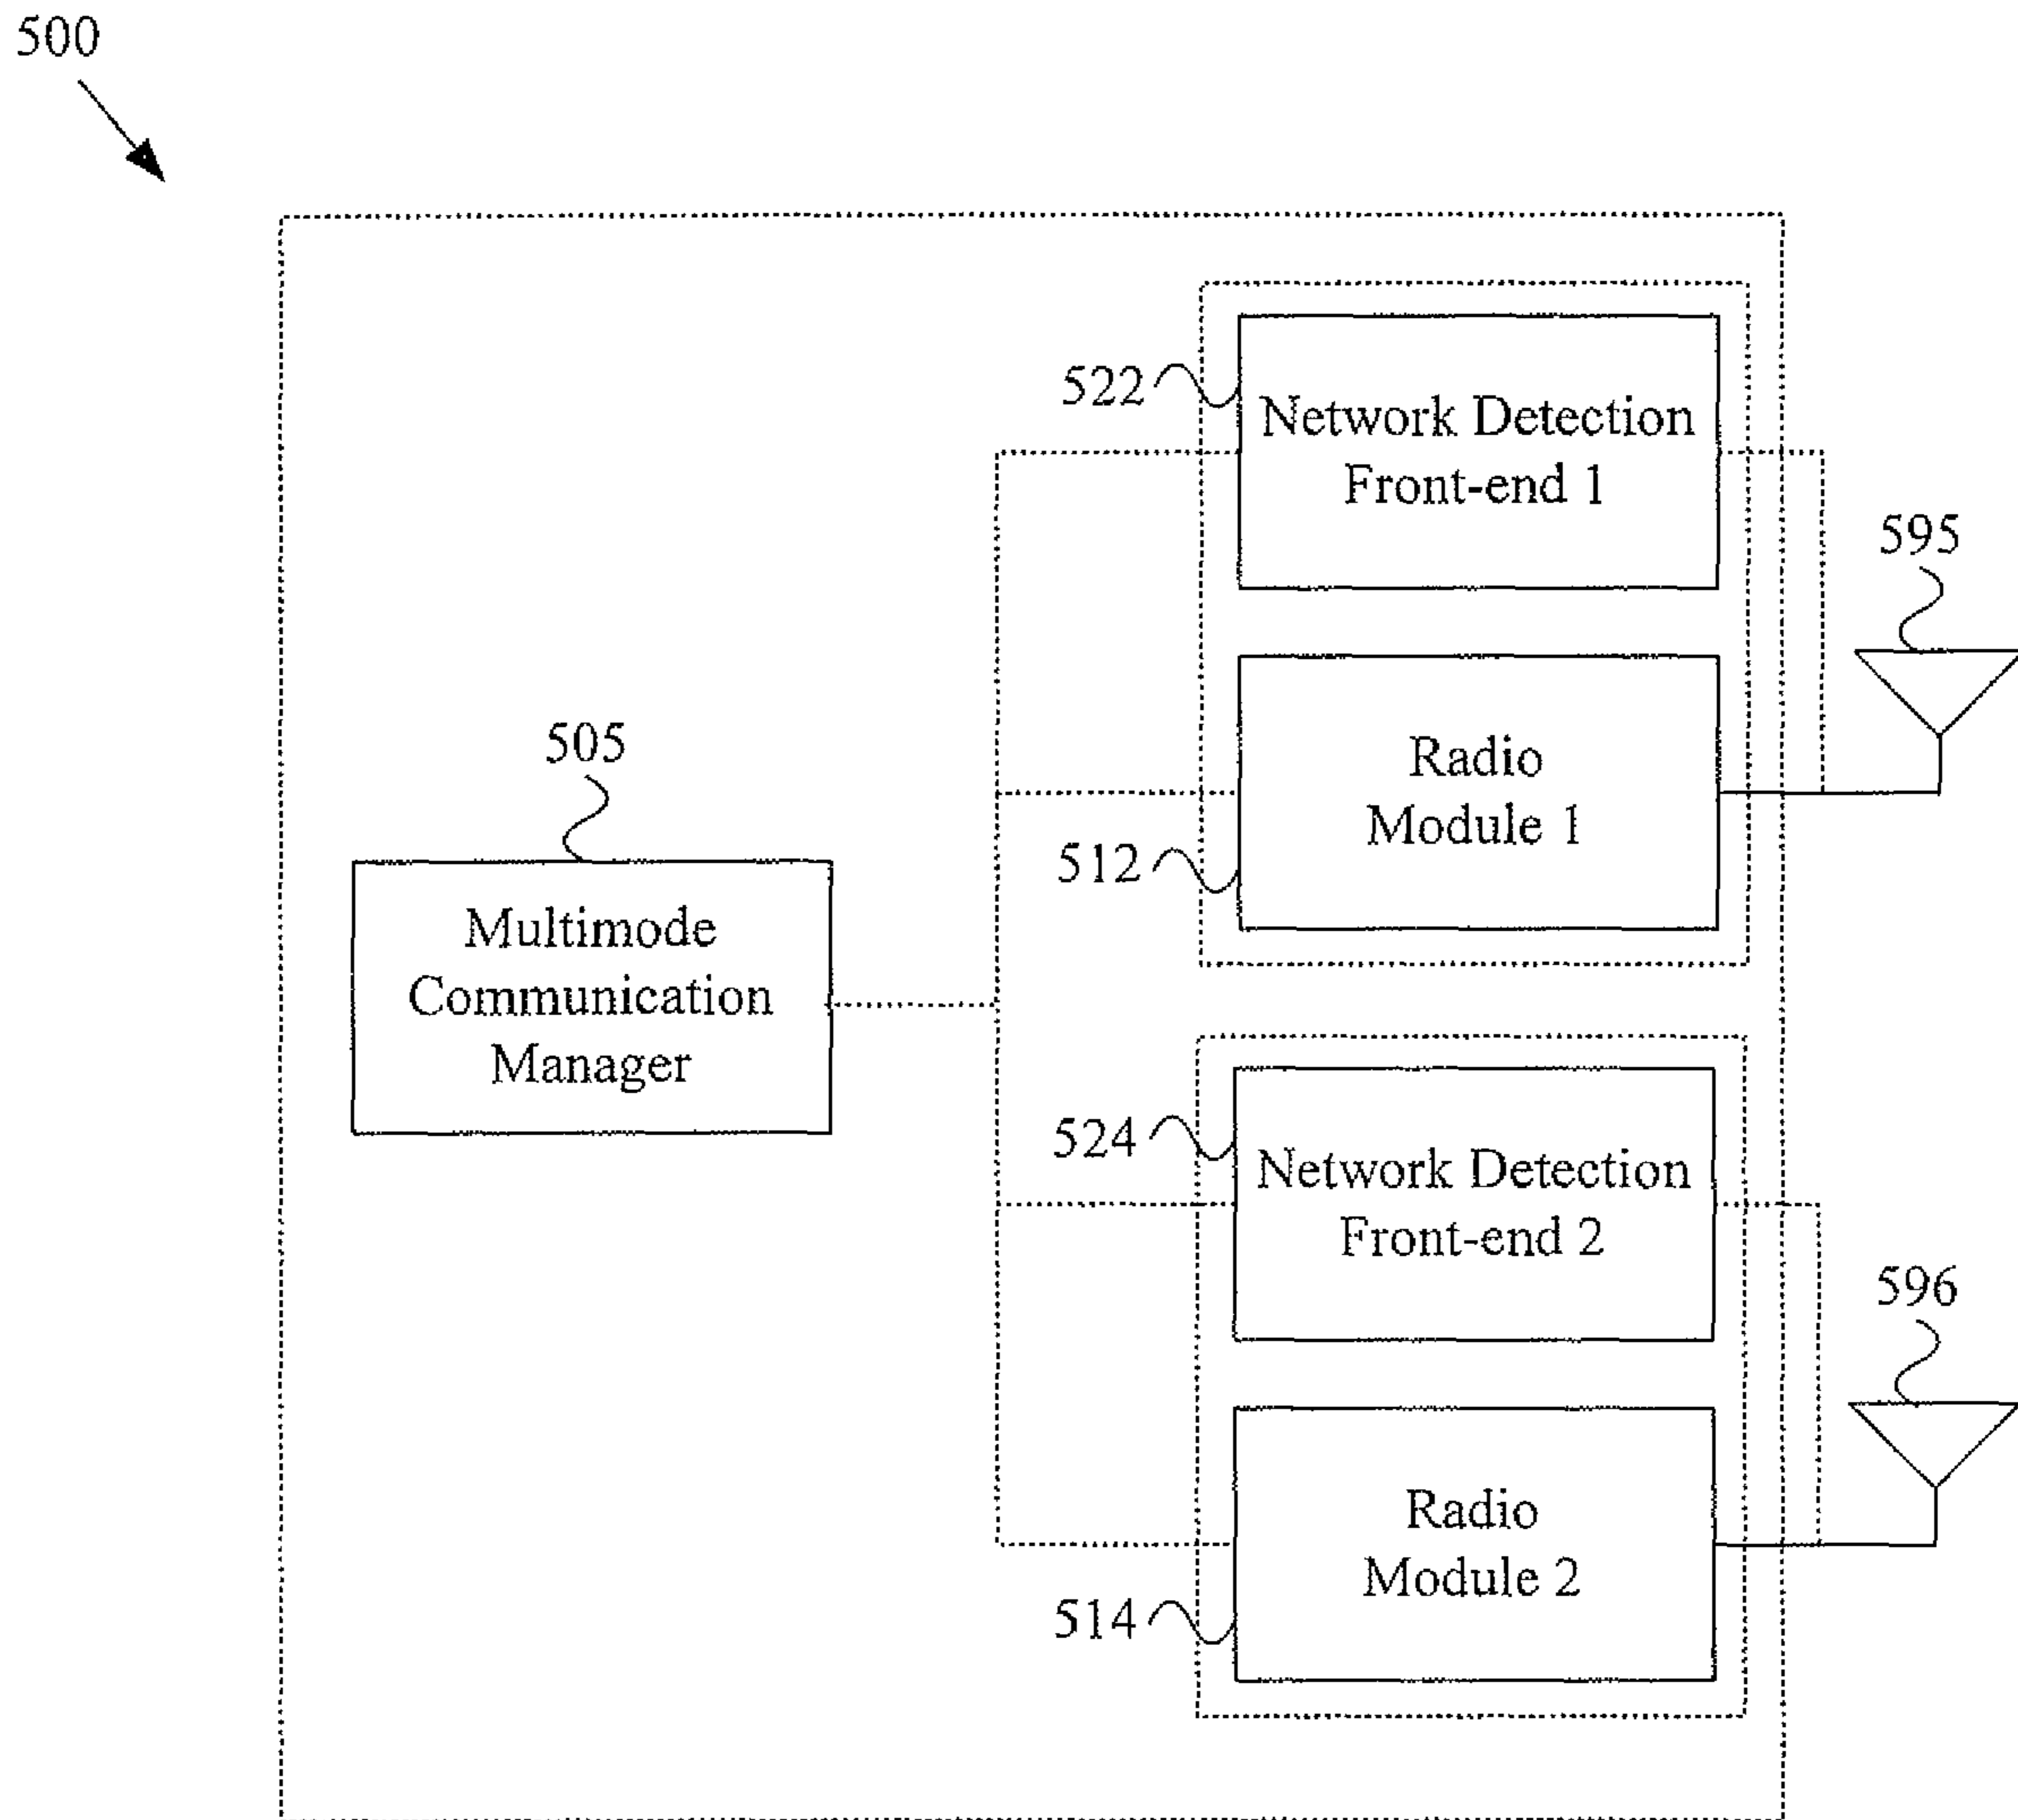 500
522
Network Detection
Front-end 1
595
505
Radio
Module 1
512
Multimode
Communication
Manager
524
Network Detection
Front-end 2
596
Radio
Module 2
514